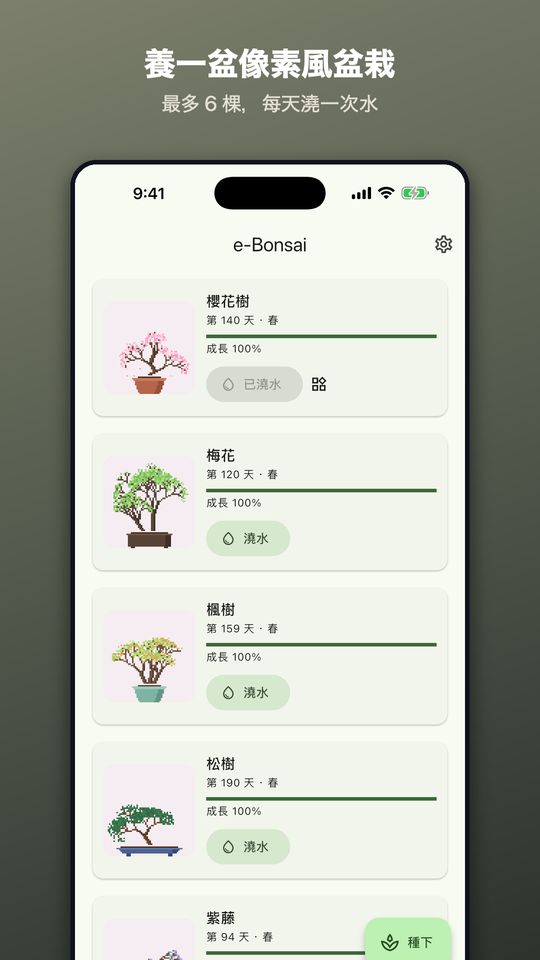 養一盆像素風盆栽
最多 6 棵，每天澆一次水
9:41
e-Bonsai
櫻花樹
第 140 天 · 春
成長 100%
已澆水
梅花
第 120 天 · 春
成長 100%
澆水
楓樹
第 159 天 · 春
成長 100%
澆水
松樹
第 190 天 · 春
成長 100%
澆水
紫藤
第 94 天 · 春
種下